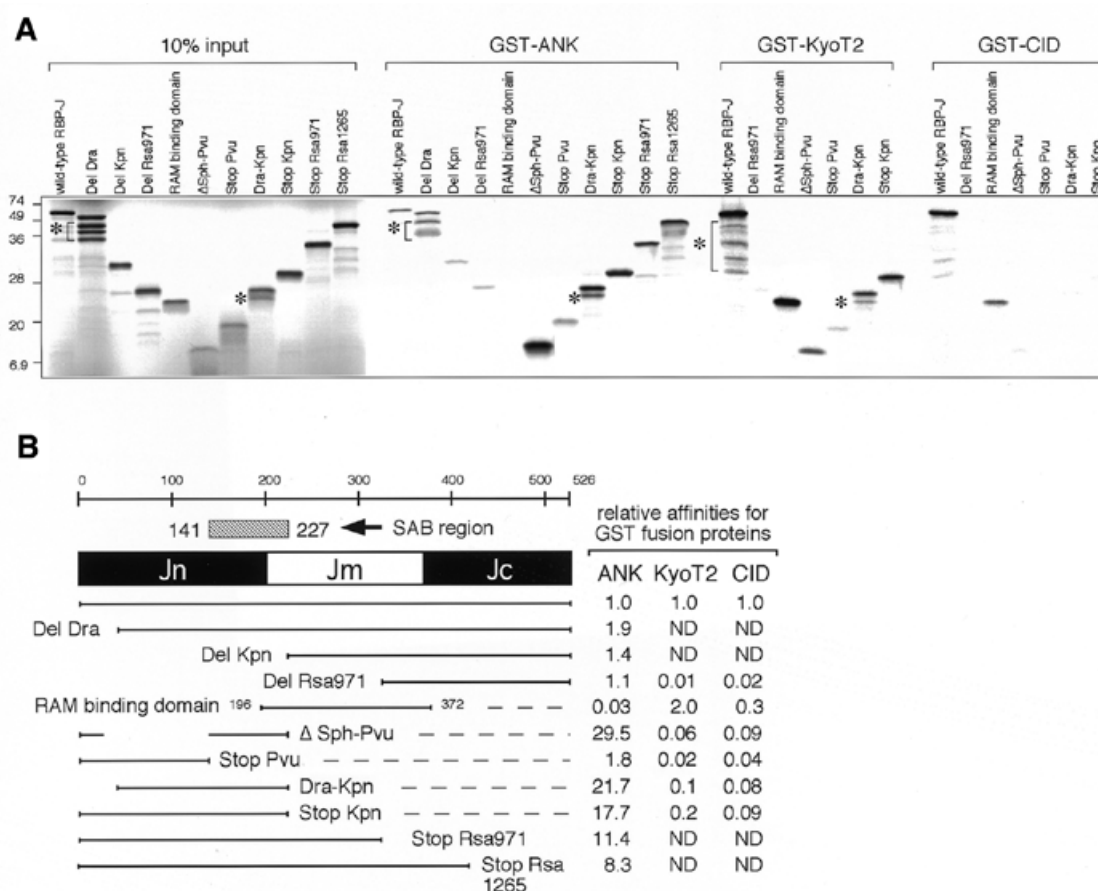 A
10% input
GST-ANK
GST-KyoT2
GST-CID
wild-type RBP-J
Del Dra
Del Kpn
Del Rsa971
RAM binding domain
ΔSph-Pvu
Stop Pvu
Dra-Kpn
Stop Kpn
Stop Rsa971
Stop Rsa1265
wild-type RBP-J
Del Dra
Del Kpn
Del Rsa971
RAM binding domain
ΔSph-Pvu
Stop Pvu
Dra-Kpn
Stop Kpn
Stop Rsa971
Stop Rsa1265
wild-type RBP-J
Del Rsa971
RAM binding domain
ΔSph-Pvu
Stop Pvu
Dra-Kpn
Stop Kpn
wild-type RBP-J
Del Rsa971
RAM binding domain
ΔSph-Pvu
Stop Pvu
Dra-Kpn
Stop Kpn
74
49
* * *
36
28
* * *
20
6.9
B
0 100 200 300 400 500 526
141 227 SAB region
relative affinities for
GST fusion proteins
Jn Jm Jc
ANK KyoT2 CID
1.0 1.0 1.0
Del Dra 1.9 ND ND
Del Kpn 1.4 ND ND
Del Rsa971 1.1 0.01 0.02
RAM binding domain 196 372 0.03 2.0 0.3
Δ Sph-Pvu 29.5 0.06 0.09
Stop Pvu 1.8 0.02 0.04
Dra-Kpn 21.7 0.1 0.08
Stop Kpn 17.7 0.2 0.09
Stop Rsa971 11.4 ND ND
Stop Rsa 8.3 ND ND
1265